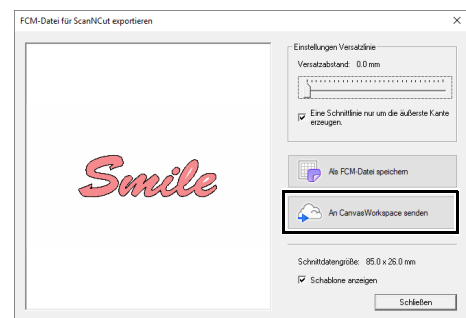 FCM-Datei für ScanNCut exportieren
Einstellungen Versatzlinie
Versatzabstand: 0.0 mm
Eine Schnittlinie nur um die äußerste Kante
erzeugen.
Smile
Als FCM-Datei speichern
An CanvasWorkspace senden
Schnittdatengröße: 85.0 x 26.0 mm
Schablone anzeigen
Schließen